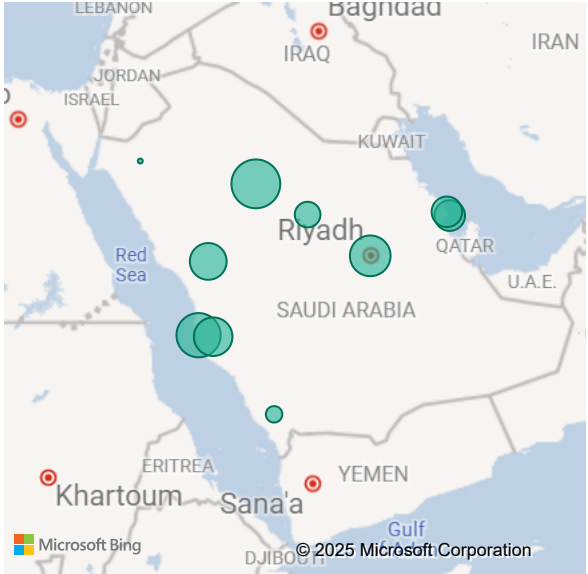 LEBANON
Baghdad
IRAQ
IRAN
JORDAN
ISRAEL
KUWAIT
Riyadh
Red
Sea
QATAR
U.A.E.
SAUDI ARABIA
ERITREA
YEMEN
Khartoum
Sana'a
Gulf
Microsoft Bing
DJIBOUTI
© 2025 Microsoft Corporation